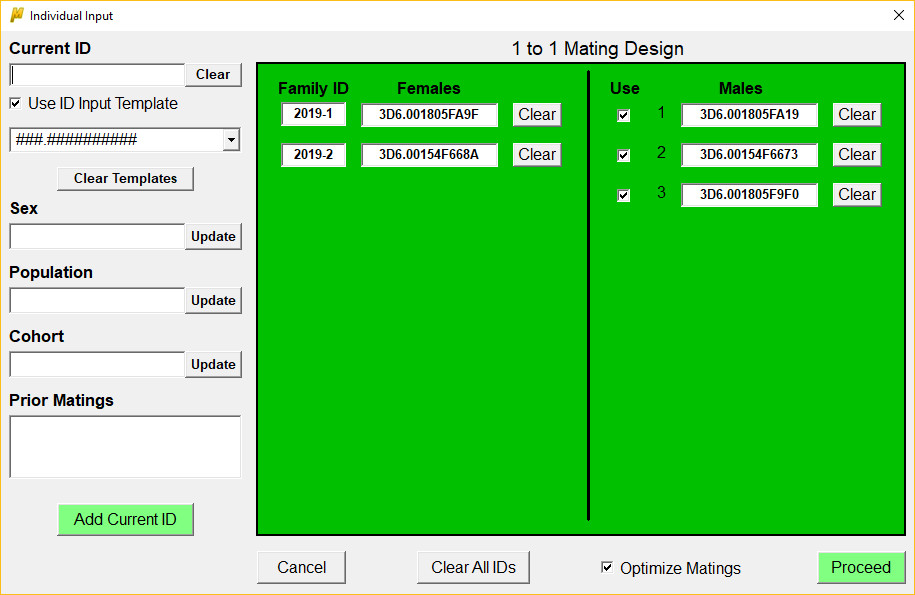 Individual Input
Current ID
Clear
Use ID Input Template
###.##########
Clear Templates
Sex
Update
Population
Update
Cohort
Update
Prior Matings
Add Current ID
1 to 1 Mating Design
Family ID Females Use Males
2019-1 3D6.001805FA9F Clear 1 3D6.001805FA19 Clear
2019-2 3D6.00154F668A Clear 2 3D6.00154F6673 Clear
3 3D6.001805F9F0 Clear
Cancel Clear All IDs Optimize Matings Proceed